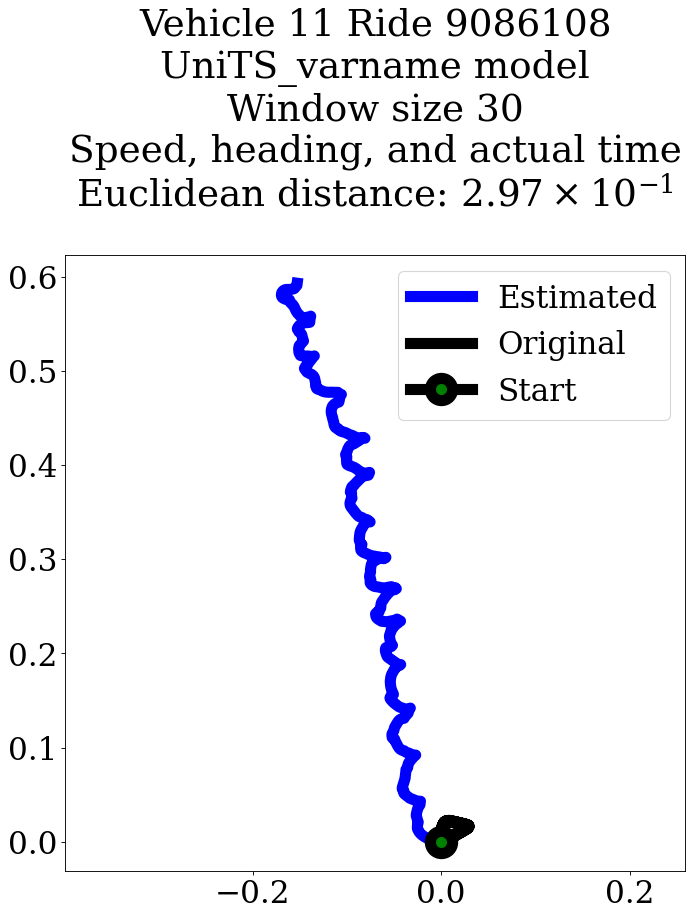 Vehicle 11 Ride 9086108
UniTS_varname model
Window size 30
Speed, heading, and actual time
Euclidean distance: 2.97 × 10⁻¹
Estimated
Original
Start
0.6
0.5
0.4
0.3
0.2
0.1
0.0
−0.2
0.0
0.2